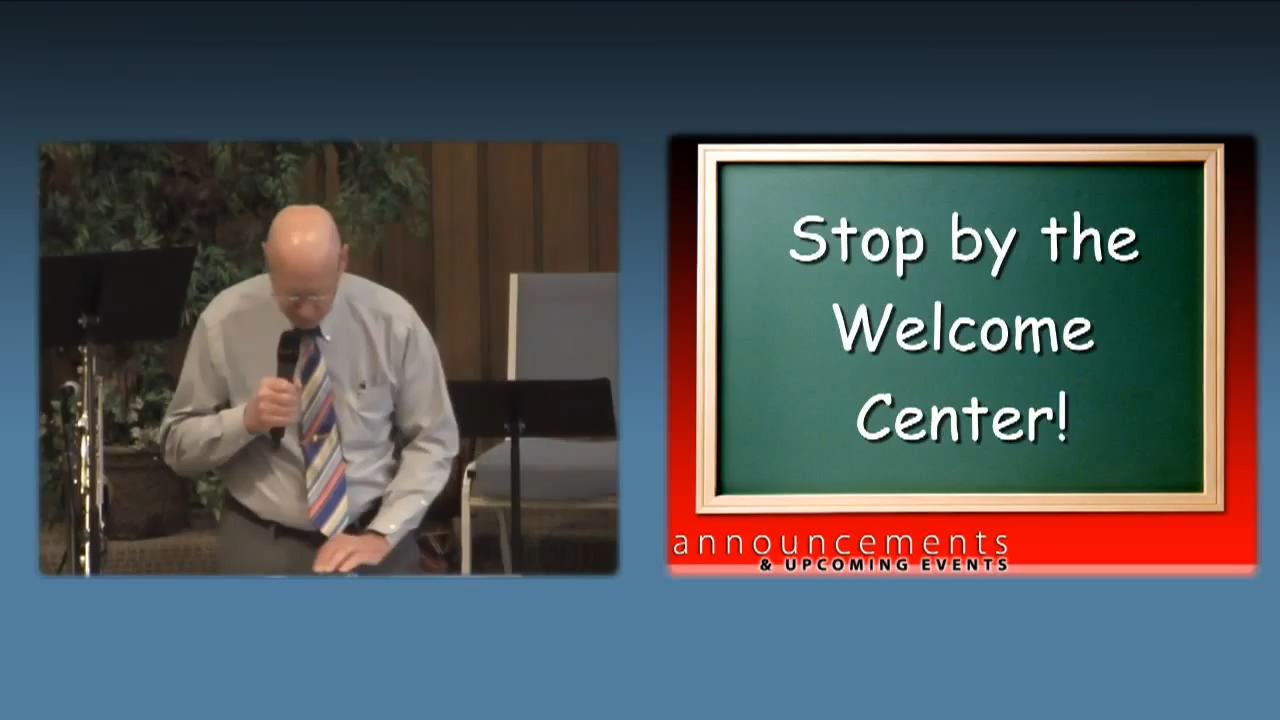 Stop by the
Welcome
Center!
announcements
& UPCOMING EVENTS